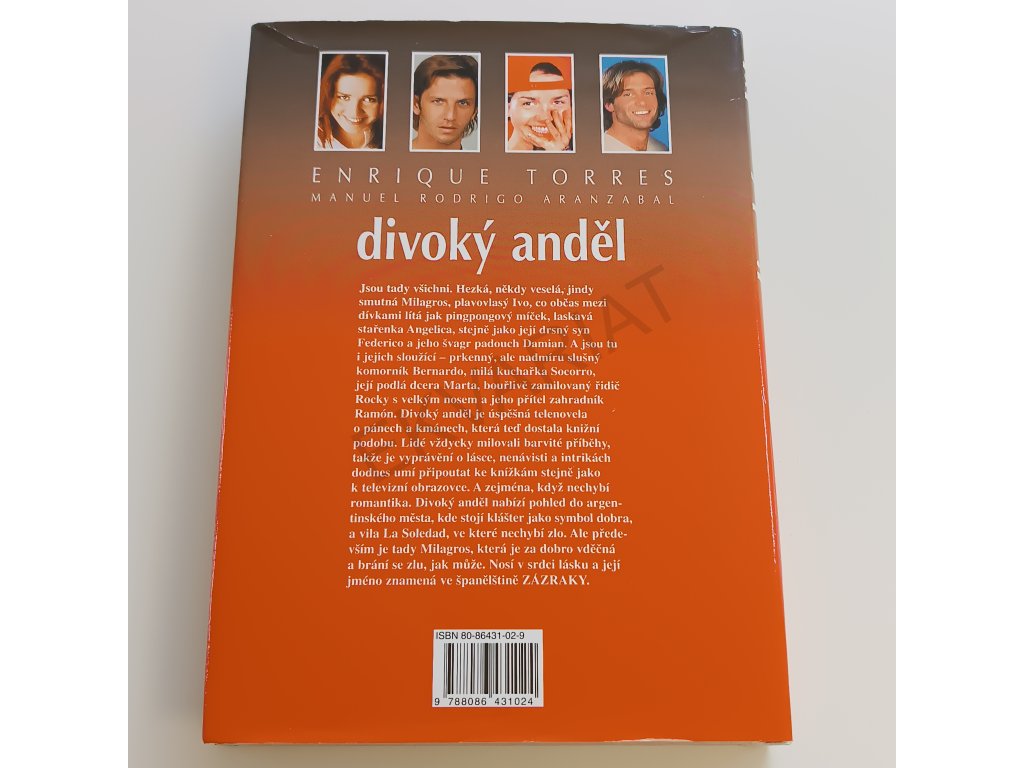 ENRIQUE TORRES
MANUEL RODRIGO ARANZABAL
divoký anděl
Jsou tady všichni. Hezká, někdy veselá, jindy
smutná Milagros, plavovlasý Ivo, co občas mezi
dívkami lítá jak pingpongový míček, laskavá
stařenka Angelica, stejně jako její drsný syn
Federico a jeho švagr padouch Damian. A jsou tu
i jejich sloužící – prkenný, ale nadmíru slušný
komorník Bernardo, milá kuchařka Socorro,
její podlá dcera Marta, bouřlivě zamilovaný řidič
Rocky s velkým nosem a jeho přítel zahradník
Ramón. Divoký anděl je úspěšná telenovela
o pánech a kmánech, která teď dostala knižní
podobu. Lidé vždycky milovali barvité příběhy,
takže je vyprávění o lásce, nenávisti a intrikách
dodnes umí připoutat ke knížkám stejně jako
k televizní obrazovce. A zejména, když nechybí
romantika. Divoký anděl nabízí pohled do argen-
tinského města, kde stojí klášter jako symbol dobra,
a vila La Soledad, ve které nechybí zlo. Ale přede-
vším je tady Milagros, která je za dobro vděčná
a brání se zlu, jak může. Nosí v srdci lásku a její
jméno znamená ve španělštině ZÁZRAKY.
ISBN 80-86431-02-9
9 788086 431024